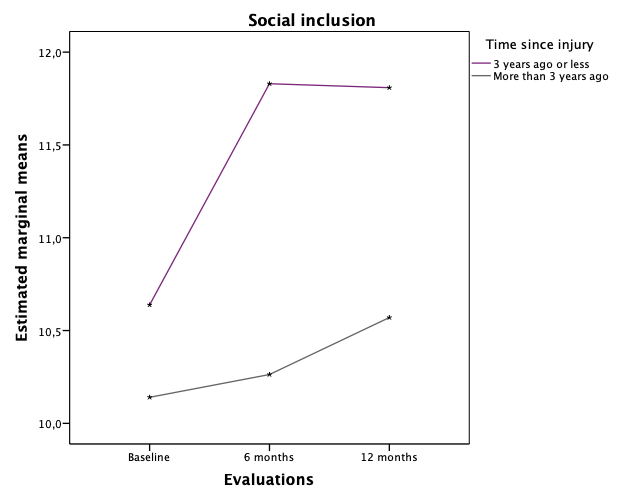 Social inclusion
Time since injury
3 years ago or less
More than 3 years ago
Estimated marginal means
12,0
11,5
11,0
10,5
10,0
Baseline
6 months
12 months
Evaluations